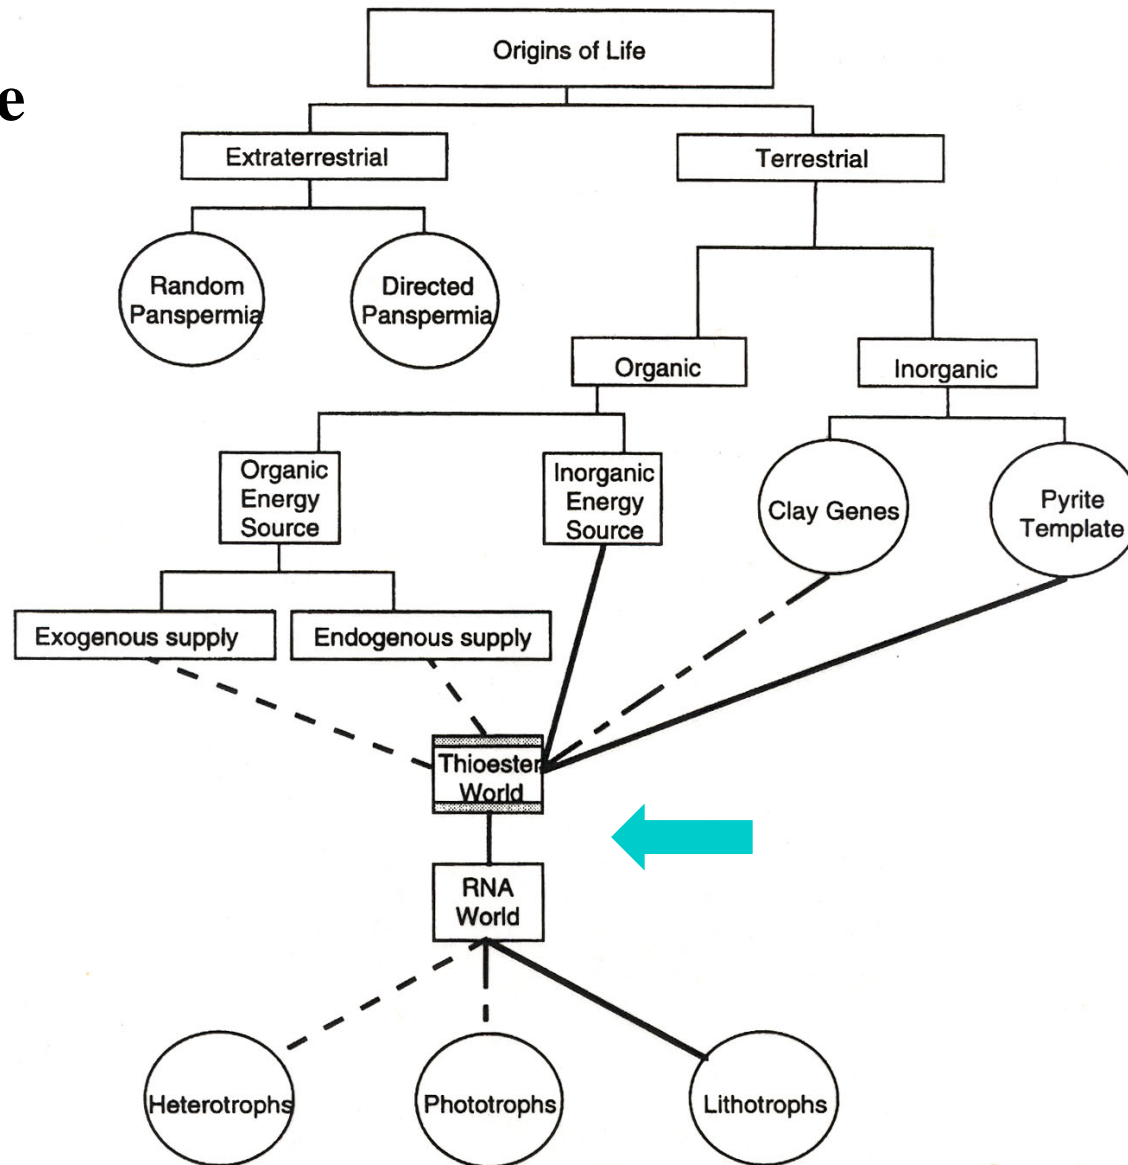 e
Origins of Life
Extraterrestrial
Terrestrial
Random
Panspermia
Directed
Panspermia
Organic
Inorganic
Organic
Energy
Source
Inorganic
Energy
Source
Clay Genes
Pyrite
Template
Exogenous supply
Endogenous supply
Thioester
World
RNA
World
Heterotrophs
Phototrophs
Lithotrophs